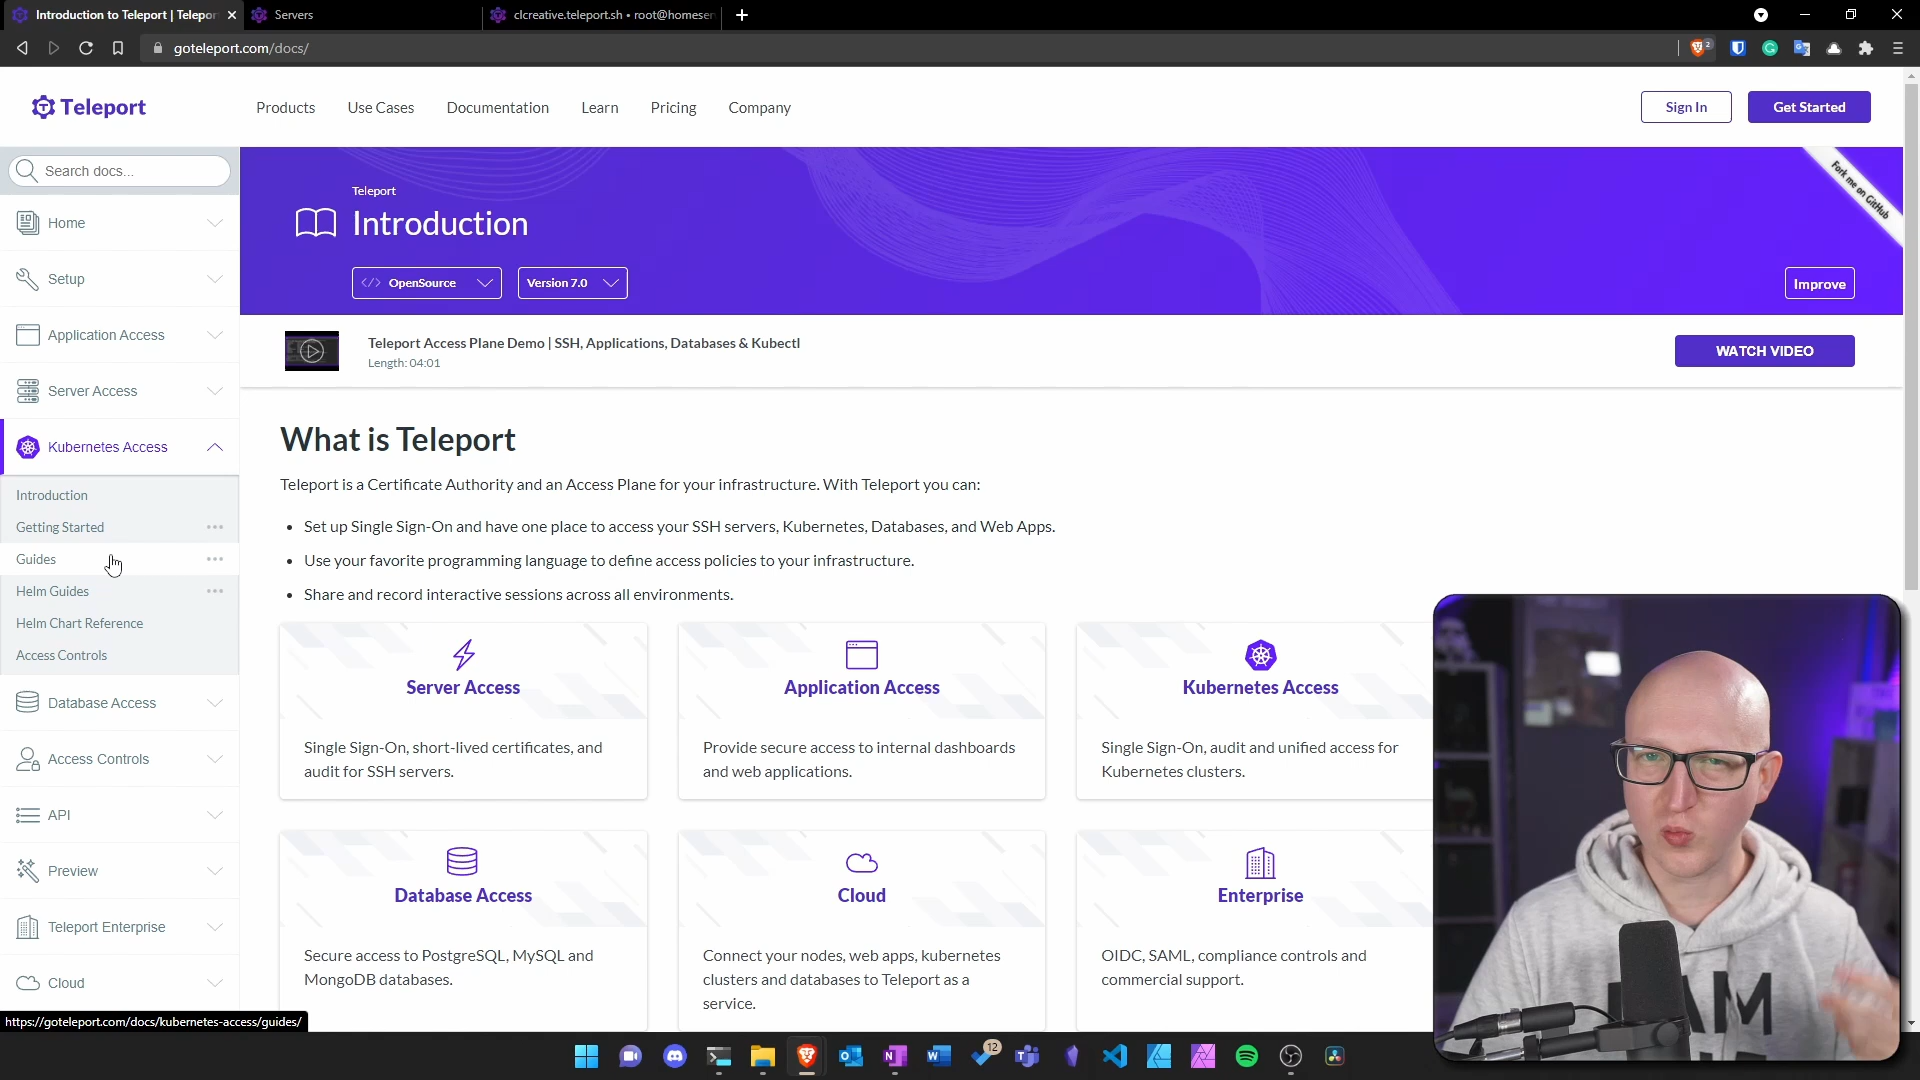 Introduction to Teleport | Telepor
Servers
clcreative.teleport.sh • root@homeser
goteleport.com/docs/
2
Teleport
Products
Use Cases
Documentation
Learn
Pricing
Company
Sign In
Get Started
Search docs...
Home
Setup
Application Access
Server Access
Kubernetes Access
Introduction
Getting Started
Guides
Helm Guides
Helm Chart Reference
Access Controls
Database Access
Access Controls
API
Preview
Teleport Enterprise
Cloud
https://goteleport.com/docs/kubernetes-access/guides/
Teleport
Introduction
</> OpenSource
Version 7.0
Fork me on GitHub
Improve
Teleport Access Plane Demo | SSH, Applications, Databases & Kubectl
Length: 04:01
WATCH VIDEO
What is Teleport
Teleport is a Certificate Authority and an Access Plane for your infrastructure. With Teleport you can:
• Set up Single Sign-On and have one place to access your SSH servers, Kubernetes, Databases, and Web Apps.
• Use your favorite programming language to define access policies to your infrastructure.
• Share and record interactive sessions across all environments.
Server Access
Single Sign-On, short-lived certificates, and
audit for SSH servers.
Application Access
Provide secure access to internal dashboards
and web applications.
Kubernetes Access
Single Sign-On, audit and unified access for
Kubernetes clusters.
Database Access
Secure access to PostgreSQL, MySQL and
MongoDB databases.
Cloud
Connect your nodes, web apps, kubernetes
clusters and databases to Teleport as a
service.
Enterprise
OIDC, SAML, compliance controls and
commercial support.
AM
12